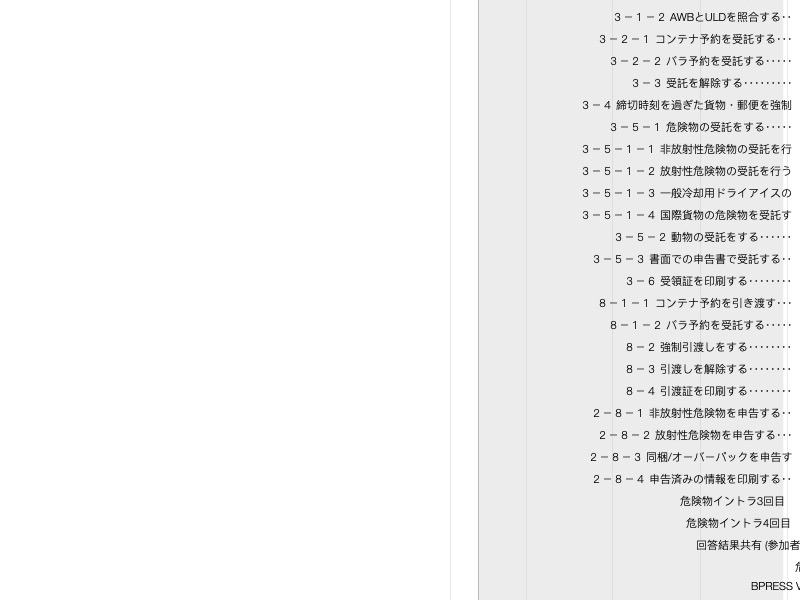 ３－１－２ AWBとULDを照合する‥
３－２－１ コンテナ予約を受託する…
３－２－２ バラ予約を受託する‥…
３－３ 受託を解除する………
３－４ 締切時刻を過ぎた貨物・郵便を強制
３－５－１ 危険物の受託をする‥…
３－５－１－１ 非放射性危険物の受託を行
３－５－１－２ 放射性危険物の受託を行う
３－５－１－３ 一般冷却用ドライアイスの
３－５－１－４ 国際貨物の危険物を受託す
３－５－２ 動物の受託をする……
３－５－３ 書面での申告書で受託する‥
３－６ 受領証を印刷する‥……
８－１－１ コンテナ予約を引き渡す…
８－１－２ バラ予約を受託する‥…
８－２ 強制引渡しをする‥……
８－３ 引渡しを解除する‥……
８－４ 引渡証を印刷する‥……
２－８－１ 非放射性危険物を申告する‥
２－８－２ 放射性危険物を申告する…
２－８－３ 同梱/オーバーパックを申告す
２－８－４ 申告済みの情報を印刷する‥
危険物イントラ3回目
危険物イントラ4回目
回答結果共有 (参加者
BPRESS V